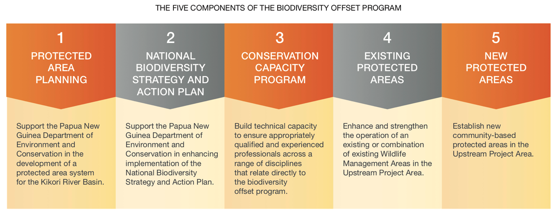 THE FIVE COMPONENTS OF THE BIODIVERSITY OFFSET PROGRAM
1
PROTECTED
AREA
PLANNING
Support the Papua New
Guinea Department of
Environment and
Conservation in the
development of a
protected area system
for the Kikori River Basin.
2
NATIONAL
BIODIVERSITY
STRATEGY AND
ACTION PLAN
Support the Papua New
Guinea Department of
Environment and
Conservation in enhancing
implementation of the
National Biodiversity
Strategy and Action Plan.
3
CONSERVATION
CAPACITY
PROGRAM
Build technical capacity
to ensure appropriately
qualified and experienced
professionals across a
range of disciplines
that relate directly to
the biodiversity
offset program.
4
EXISTING
PROTECTED
AREAS
Enhance and strengthen
the operation of an
existing or combination
of existing Wildlife
Management Areas in the
Upstream Project Area.
5
NEW
PROTECTED
AREAS
Establish new
community-based
protected areas in the
Upstream Project Area.